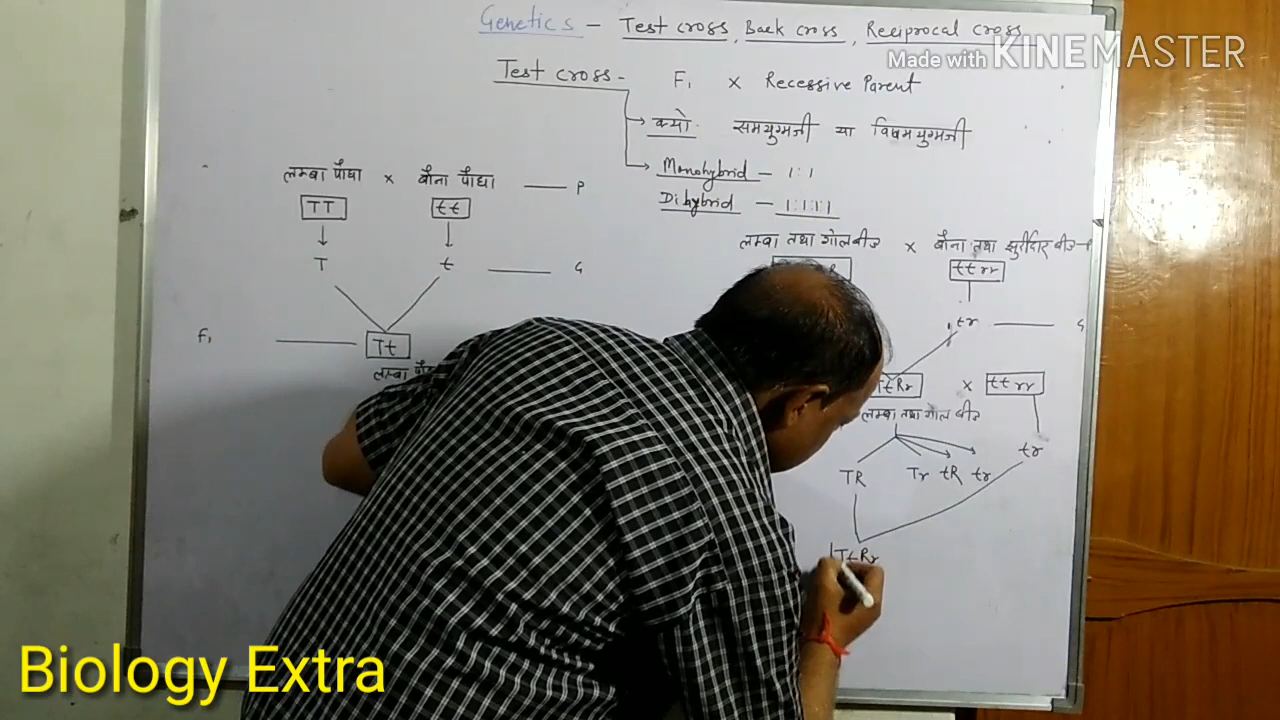 Genetics - Test cross, Back cross, Reciprocal cross
Made with KINEMASTER
Test cross - F₁ × Recessive Parent
क्यो. समयुग्मजी या विषमयुग्मजी
Monohybrid - 1:1
Dihybrid - 1:1:1:1
लम्बा पौधा × बौना पौधा — P
TT tt
T t — G
F₁ — Tt
लम्बा
लम्बा तथा गोल बीज × बौना तथा झुर्रीदार बीज - P
ttrr
tr — G
tRr × ttrr
लम्बा तथा गोल बीज
TR Tr tR tr
tr
TtRr
Biology Extra